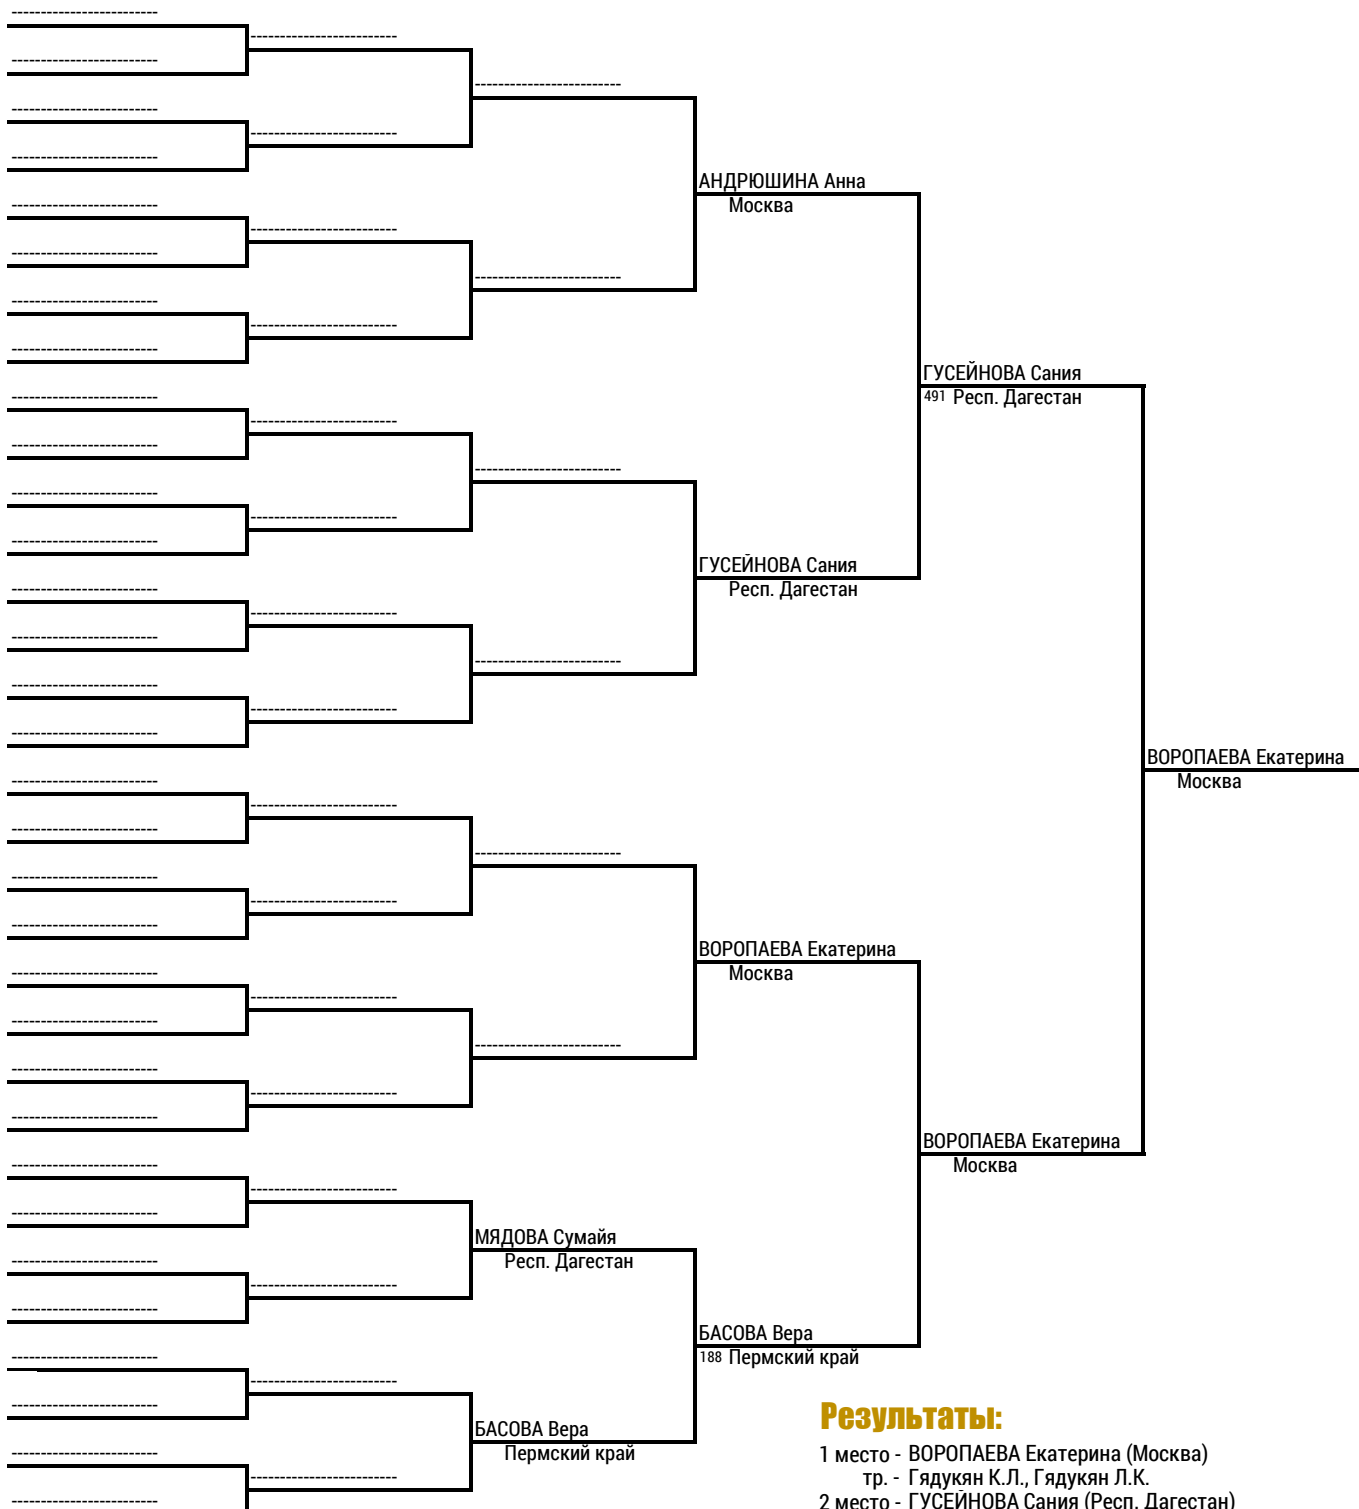 АНДРЮШИНА Анна
Москва
ГУСЕЙНОВА Сания
491 Респ. Дагестан
ГУСЕЙНОВА Сания
Респ. Дагестан
ВОРОПАЕВА Екатерина
Москва
ВОРОПАЕВА Екатерина
Москва
ВОРОПАЕВА Екатерина
Москва
МЯДОВА Сумайя
Респ. Дагестан
БАСОВА Вера
188 Пермский край
БАСОВА Вера
Пермский край
Результаты:
1 место - ВОРОПАЕВА Екатерина (Москва)
тр. - Гядукян К.Л., Гядукян Л.К.
2 место - ГУСЕЙНОВА Сания (Респ. Дагестан)